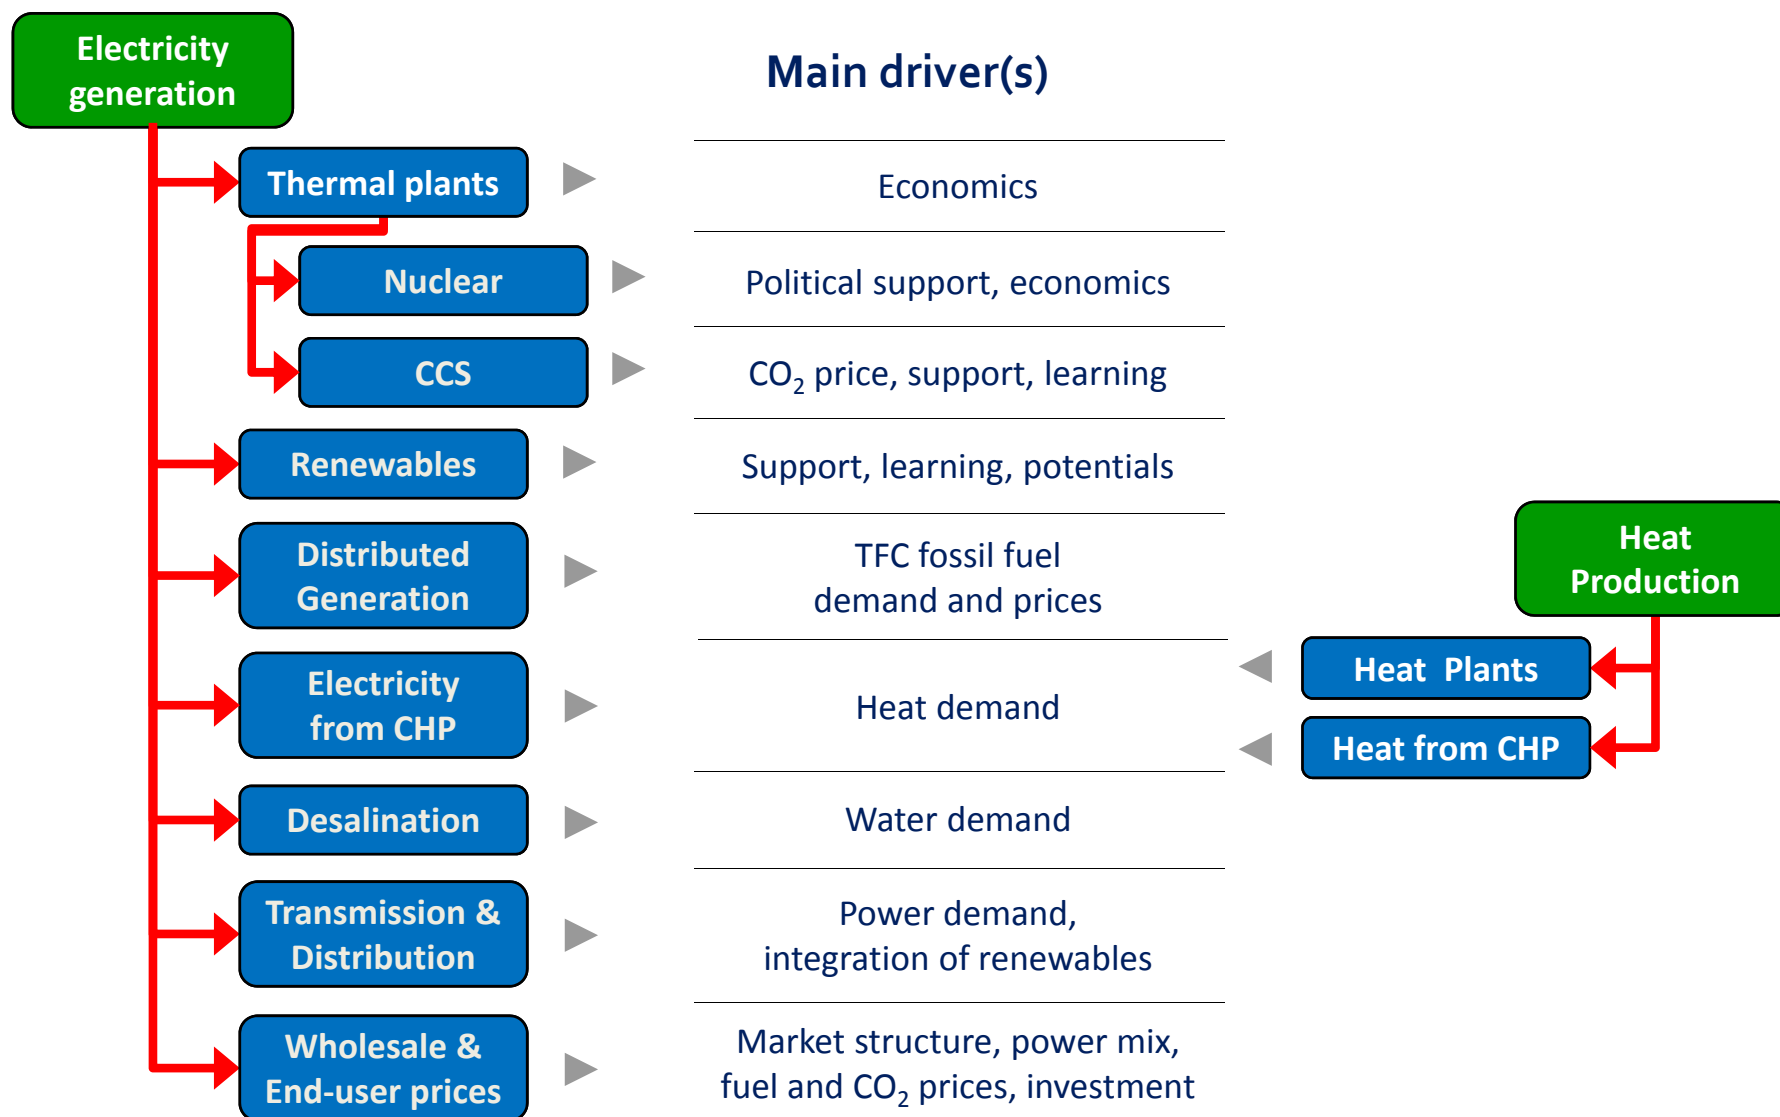 Electricity
generation
Main driver(s)
Thermal plants
Economics
Nuclear
Political support, economics
CCS
CO₂ price, support, learning
Renewables
Support, learning, potentials
Distributed
Generation
TFC fossil fuel
demand and prices
Heat
Production
Electricity
from CHP
Heat demand
Heat Plants
Heat from CHP
Desalination
Water demand
Transmission &
Distribution
Power demand,
integration of renewables
Wholesale &
End-user prices
Market structure, power mix,
fuel and CO₂ prices, investment